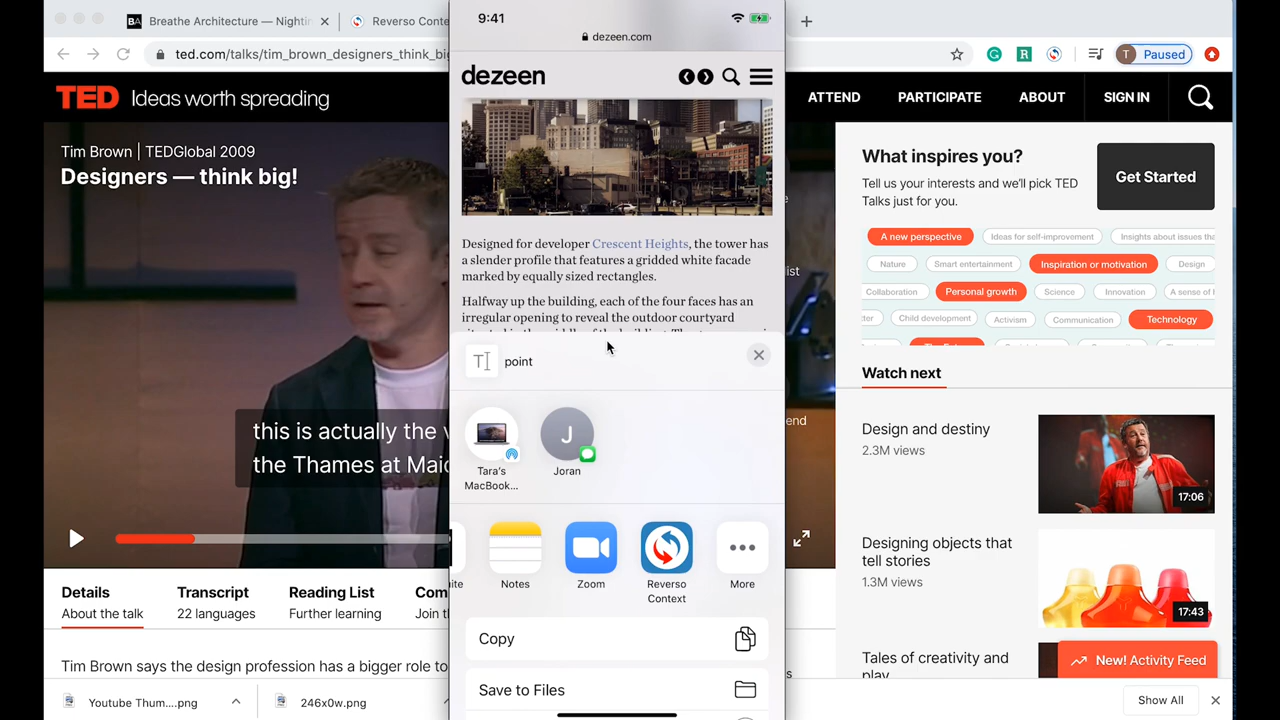 Breathe Architecture — Nightin
Reverso Conte
ted.com/talks/tim_brown_designers_think_bi
Paused
TED Ideas worth spreading
ATTEND PARTICIPATE ABOUT SIGN IN
Tim Brown | TEDGlobal 2009
Designers — think big!
this is actually the
the Thames at Mai
Details
About the talk
Transcript
22 languages
Reading List
Further learning
Com
Join t
Tim Brown says the design profession has a bigger role to
9:41
dezeen.com
dezeen
Designed for developer Crescent Heights, the tower has
a slender profile that features a gridded white facade
marked by equally sized rectangles.
Halfway up the building, each of the four faces has an
irregular opening to reveal the outdoor courtyard
point
J
Tara's
MacBook...
Joran
Notes
Zoom
Reverso
Context
More
Copy
Save to Files
What inspires you?
Tell us your interests and we'll pick TED
Talks just for you.
Get Started
A new perspective Ideas for self-improvement Insights about issues tha
Nature Smart entertainment Inspiration or motivation Design
Collaboration Personal growth Science Innovation A sense of
Child development Activism Communication Technology
Watch next
Design and destiny
2.3M views
17:06
Designing objects that
tell stories
1.3M views
17:43
Tales of creativity and
play
New! Activity Feed
Youtube Thum....png
246x0w.png
Show All